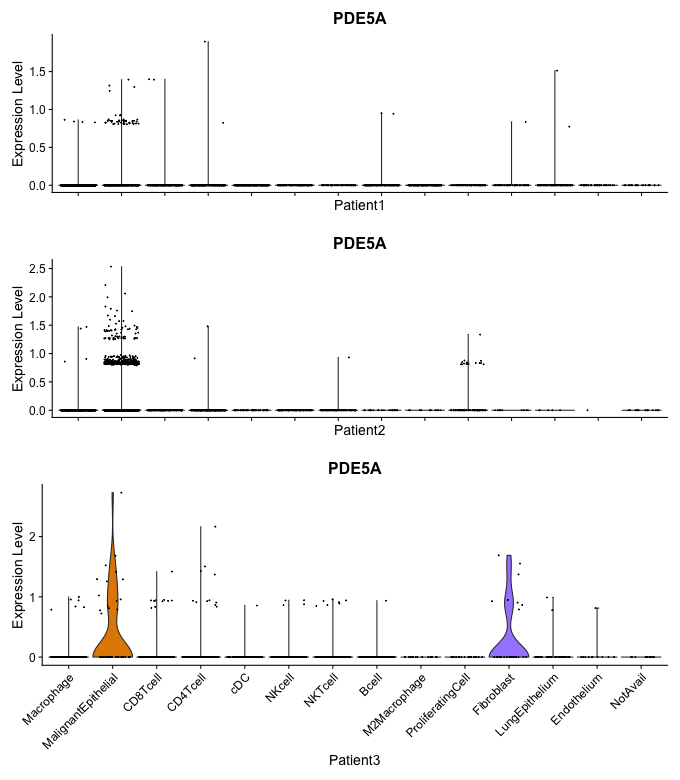 PDE5A
Expression Level
1.5
1.0
0.5
0.0
Patient1
PDE5A
Expression Level
2.5
2.0
1.5
1.0
0.5
0.0
Patient2
PDE5A
Expression Level
2
1
0
Macrophage
MalignantEpithelial
CD8Tcell
CD4Tcell
cDC
NKcell
NKTcell
Bcell
M2Macrophage
ProliferatingCell
Fibroblast
LungEpithelium
Endothelium
NotAvail
Patient3